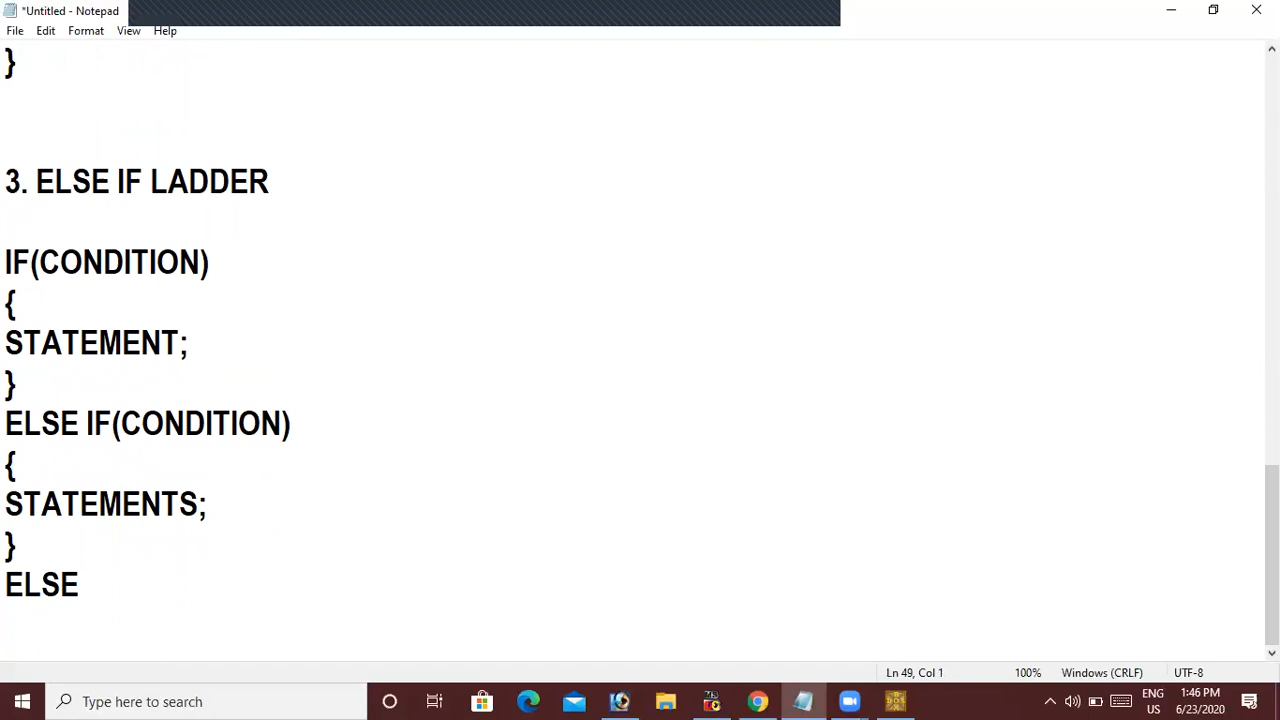 *Untitled - Notepad
File Edit Format View Help
}
3. ELSE IF LADDER
IF(CONDITION)
{
STATEMENT;
}
ELSE IF(CONDITION)
{
STATEMENTS;
}
ELSE
Ln 49, Col 1 100% Windows (CRLF) UTF-8
Type here to search
ENG
US
1:46 PM
6/23/2020